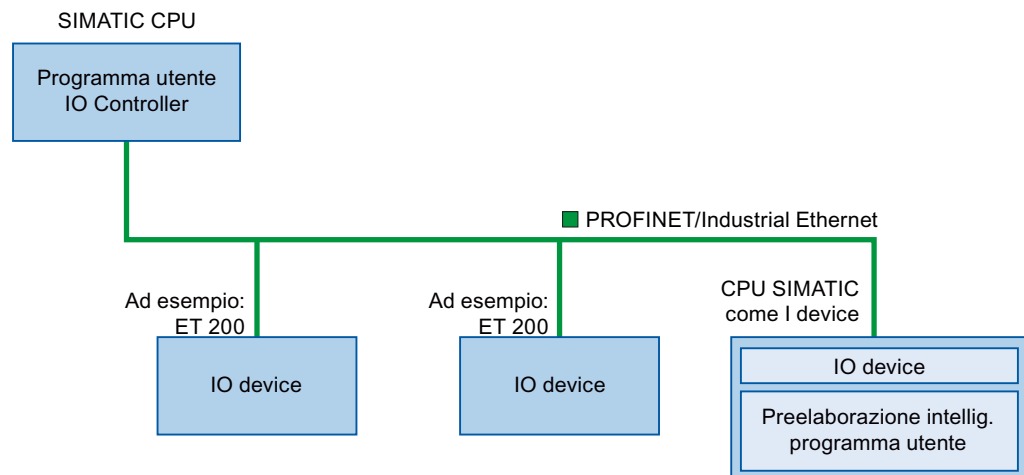 SIMATIC CPU
Programma utente
IO Controller
PROFINET/Industrial Ethernet
Ad esempio:
ET 200
IO device
Ad esempio:
ET 200
IO device
CPU SIMATIC
come I device
IO device
Preelaborazione intellig.
programma utente